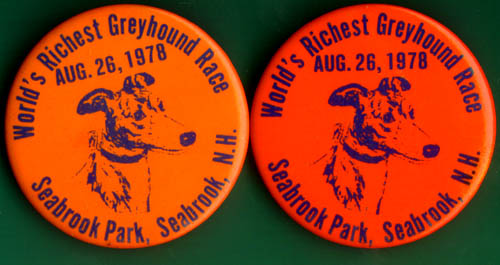 World's Richest Greyhound Race
AUG. 26, 1978
Seabrook Park, Seabrook, N.H.
World's Richest Greyhound Race
AUG. 26, 1978
Seabrook Park, Seabrook, N.H.